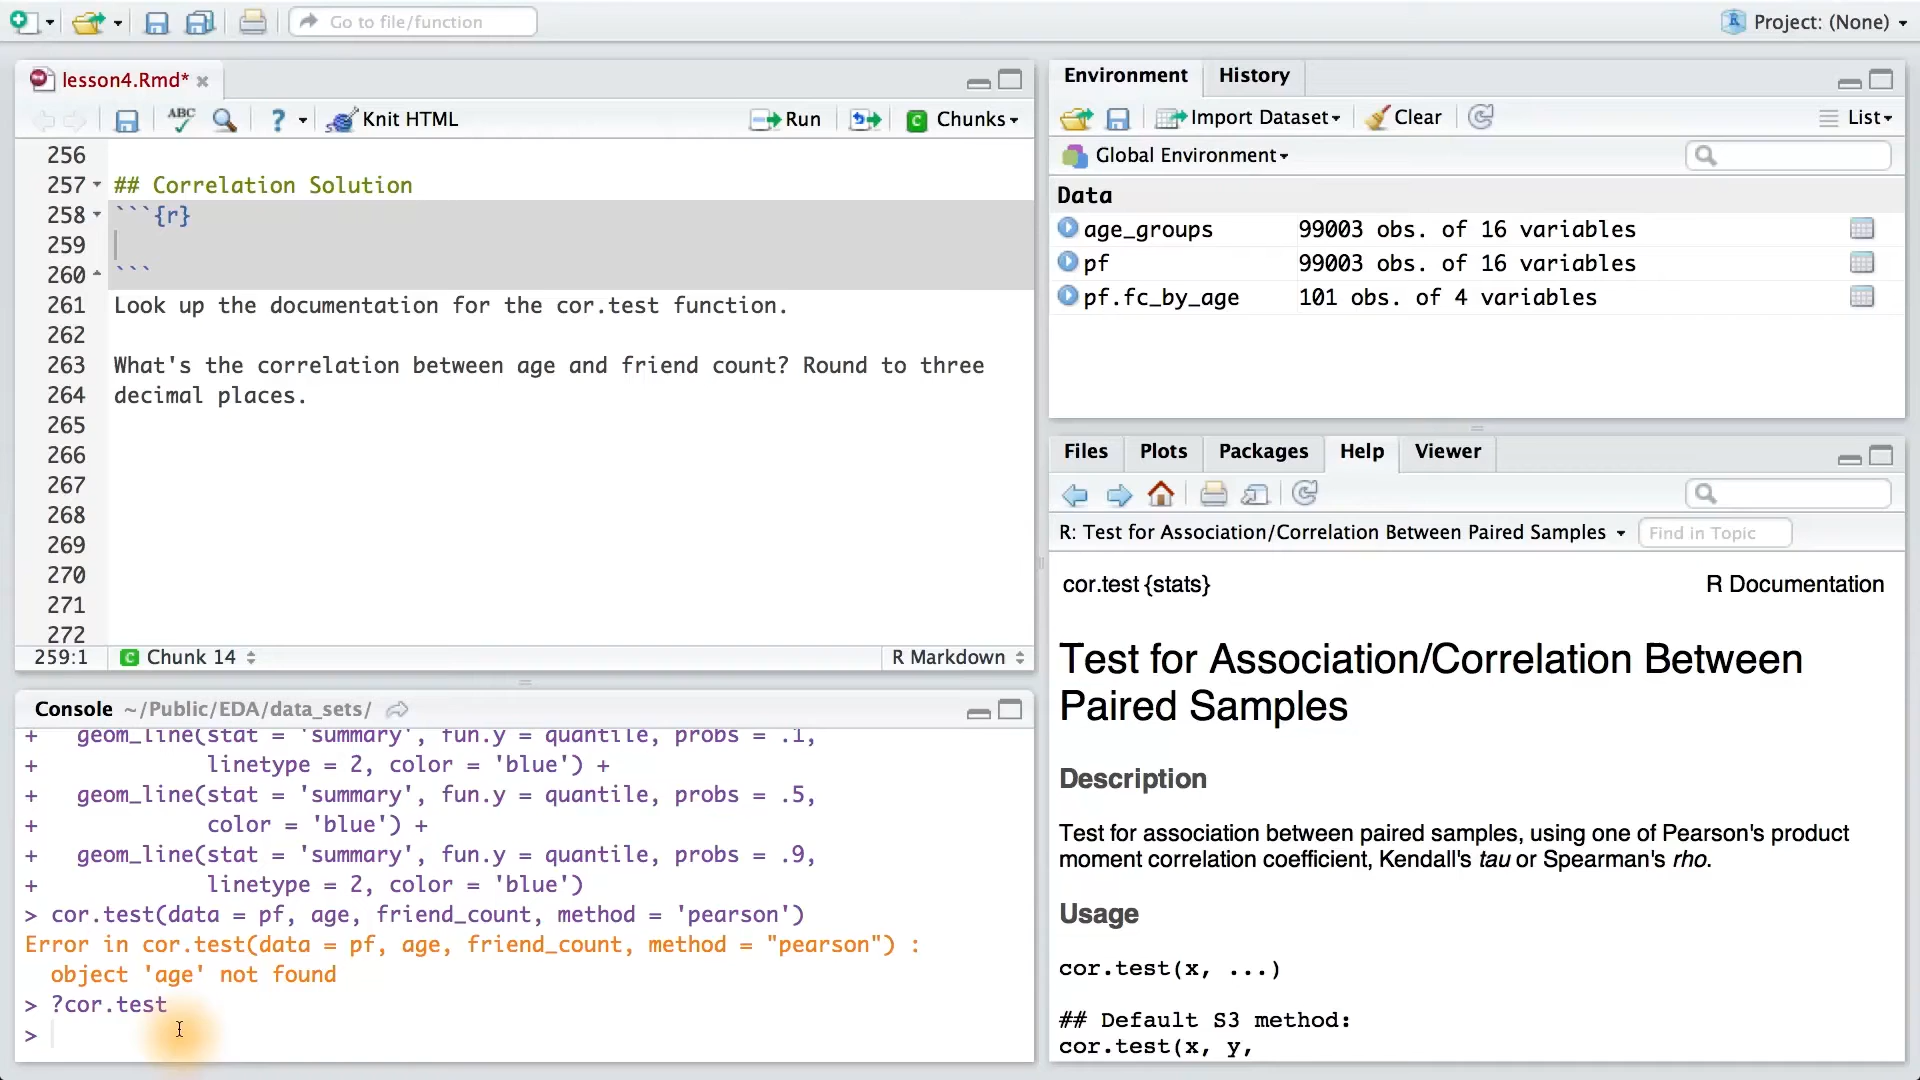 Go to file/function
Project: (None)
lesson4.Rmd*
ABC
? Knit HTML
Run
Chunks
256
257 ## Correlation Solution
258 ```{r}
259
260 ```
261 Look up the documentation for the cor.test function.
262
263 What's the correlation between age and friend count? Round to three
264 decimal places.
265
266
267
268
269
270
271
272
259:1 Chunk 14
R Markdown
Console ~/Public/EDA/data_sets/
+   geom_line(stat = 'summary', fun.y = quantile, probs = .1,
+             linetype = 2, color = 'blue') +
+   geom_line(stat = 'summary', fun.y = quantile, probs = .5,
+             color = 'blue') +
+   geom_line(stat = 'summary', fun.y = quantile, probs = .9,
+             linetype = 2, color = 'blue')
> cor.test(data = pf, age, friend_count, method = 'pearson')
Error in cor.test(data = pf, age, friend_count, method = "pearson") :
  object 'age' not found
> ?cor.test
>
Environment History
Import Dataset Clear List
Global Environment
Data
age_groups 99003 obs. of 16 variables
pf 99003 obs. of 16 variables
pf.fc_by_age 101 obs. of 4 variables
Files Plots Packages Help Viewer
R: Test for Association/Correlation Between Paired Samples Find in Topic
cor.test {stats} R Documentation
Test for Association/Correlation Between
Paired Samples
Description
Test for association between paired samples, using one of Pearson's product
moment correlation coefficient, Kendall's tau or Spearman's rho.
Usage
cor.test(x, ...)
## Default S3 method:
cor.test(x, y,